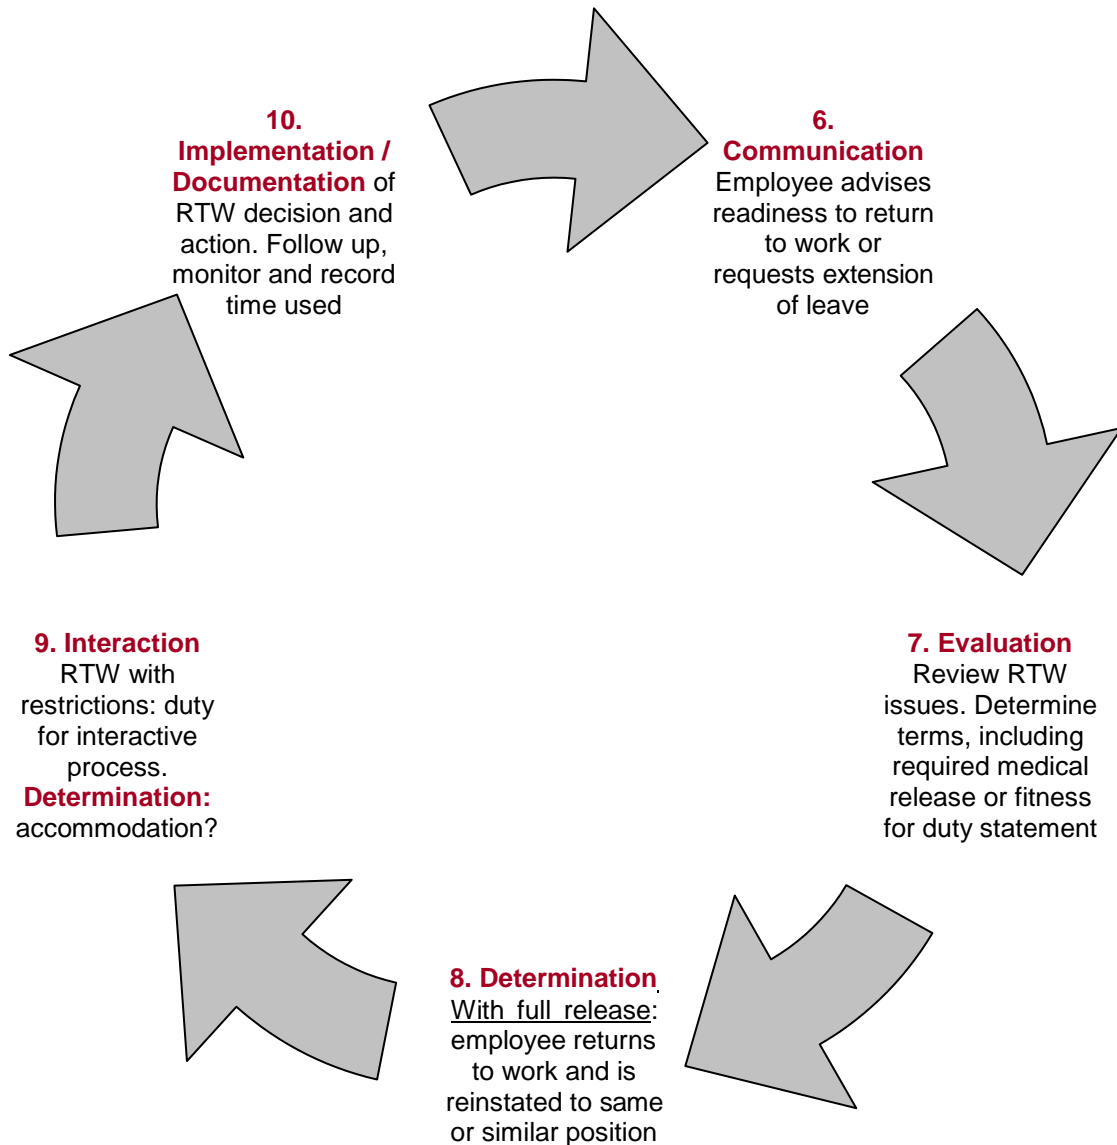 10.
Implementation /
Documentation of
RTW decision and
action. Follow up,
monitor and record
time used
6.
Communication
Employee advises
readiness to return
to work or
requests extension
of leave
7. Evaluation
Review RTW
issues. Determine
terms, including
required medical
release or fitness
for duty statement
8. Determination
With full release:
employee returns
to work and is
reinstated to same
or similar position
9. Interaction
RTW with
restrictions: duty
for interactive
process.
Determination:
accommodation?